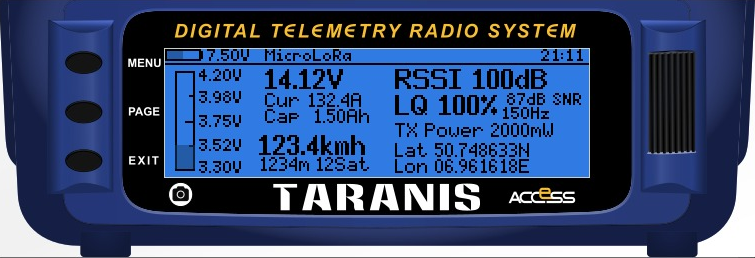 DIGITAL TELEMETRY RADIO SYSTEM
7.50V MicroLoRa 21:11
MENU
4.20V 14.12V RSSI 100dB
3.98V Cur 132.4A LQ 100% 87dB SNR
PAGE
Cap 1.50Ah 150Hz
3.75V TX Power 2000mW
3.52V 123.4kmh Lat 50.748633N
EXIT
3.30V 1234m 12Sat Lon 06.961618E
TARANIS ACCESS